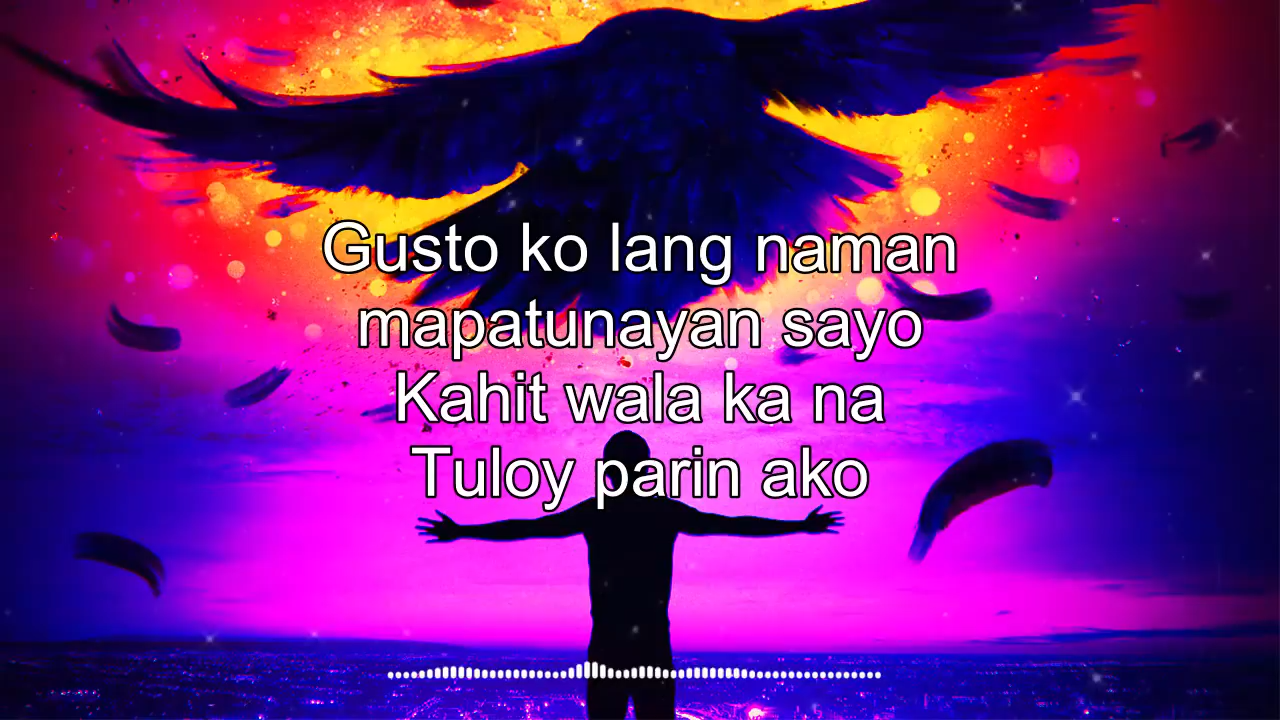 Gusto ko lang naman
mapatunayan sayo
Kahit wala ka na
Tuloy parin ako